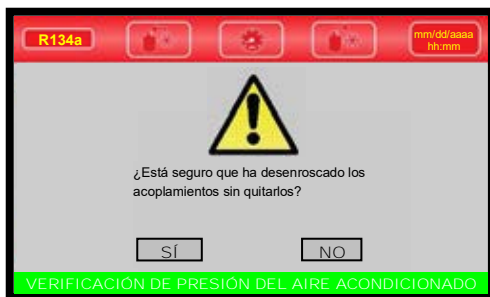 R134a
mm/dd/aaaa
hh:mm
¿Está seguro que ha desenroscado los
acoplamientos sin quitarlos?
SÍ
NO
VERIFICACIÓN DE PRESIÓN DEL AIRE ACONDICIONADO